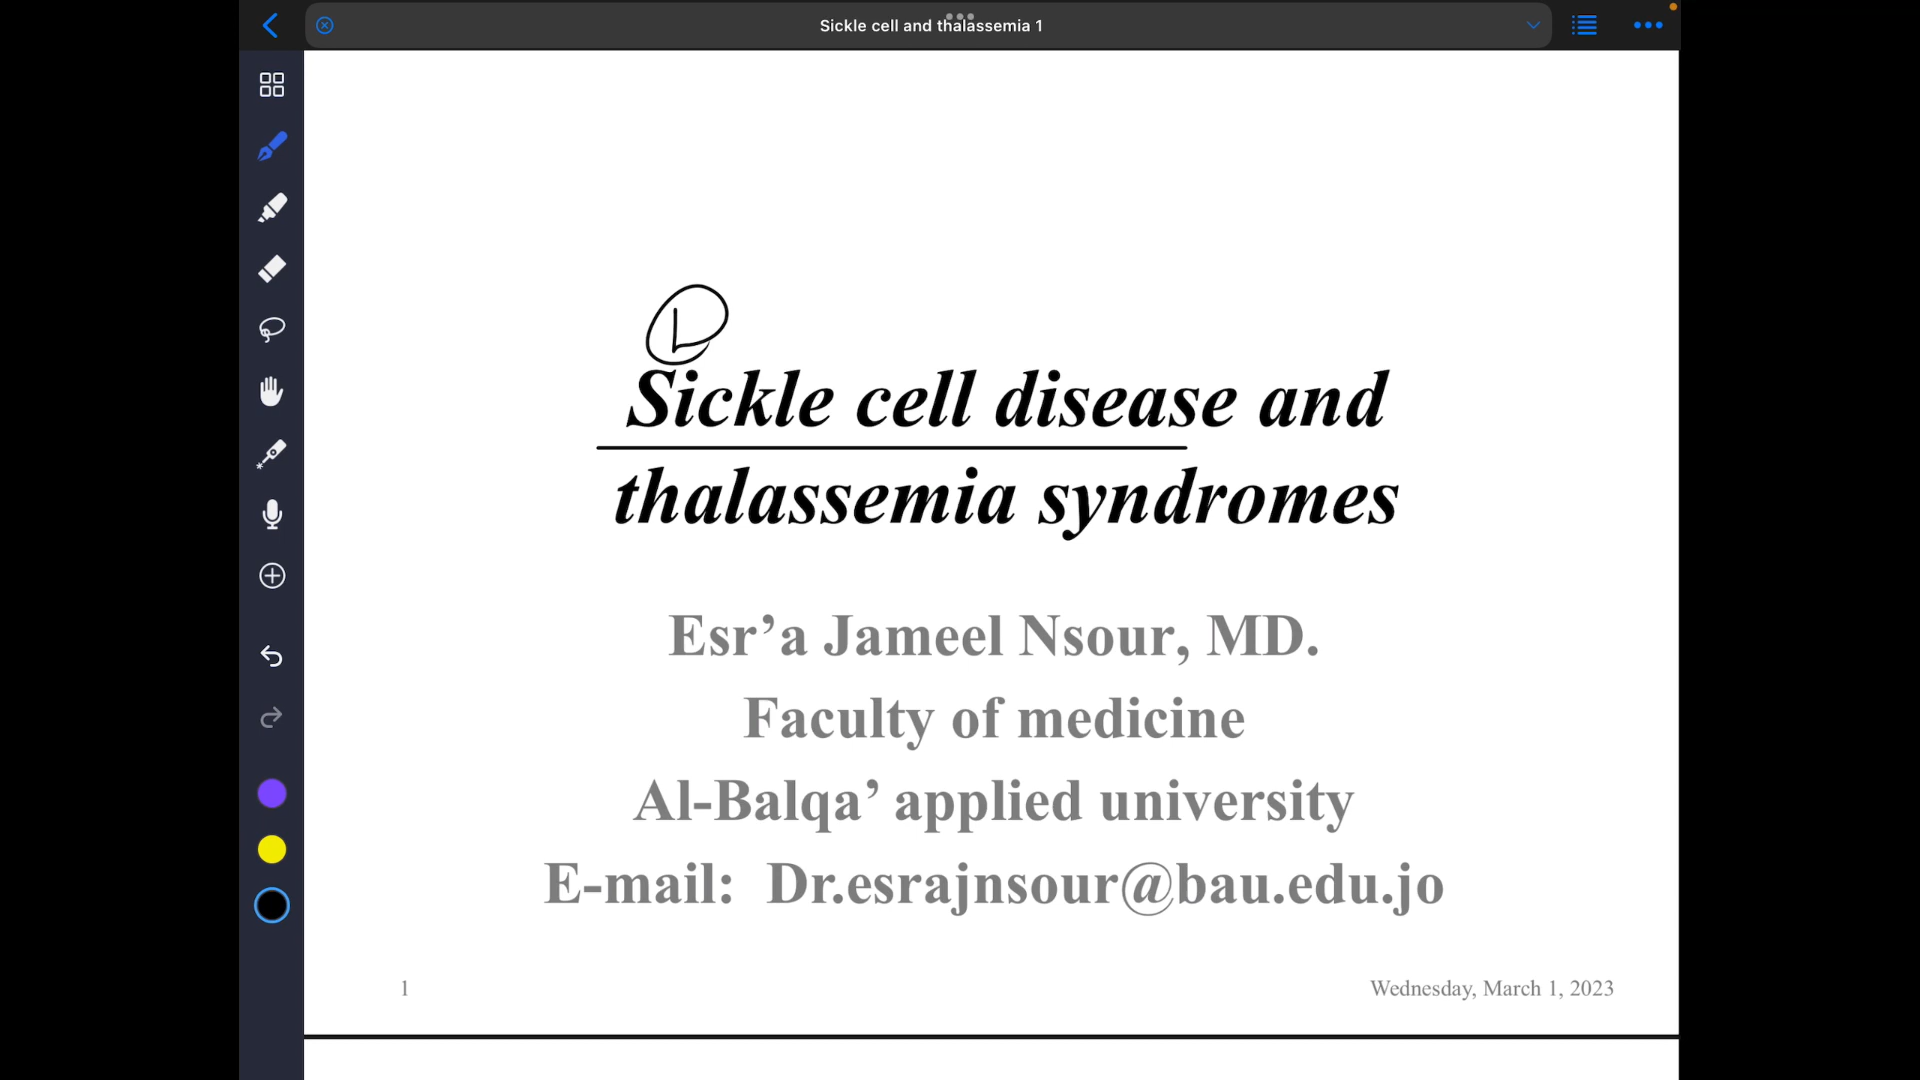 Sickle cell and thalassemia 1
Sickle cell disease and
thalassemia syndromes
Esr’a Jameel Nsour, MD.
Faculty of medicine
Al-Balqa’ applied university
E-mail: Dr.esrajnsour@bau.edu.jo
1
Wednesday, March 1, 2023